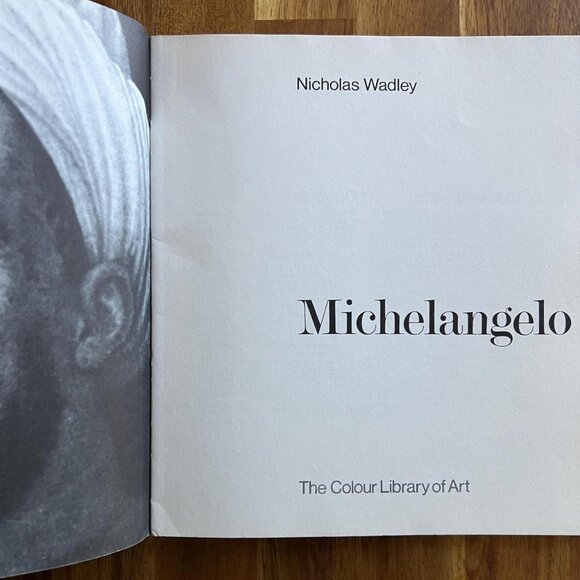 Nicholas Wadley
Michelangelo
The Colour Library of Art